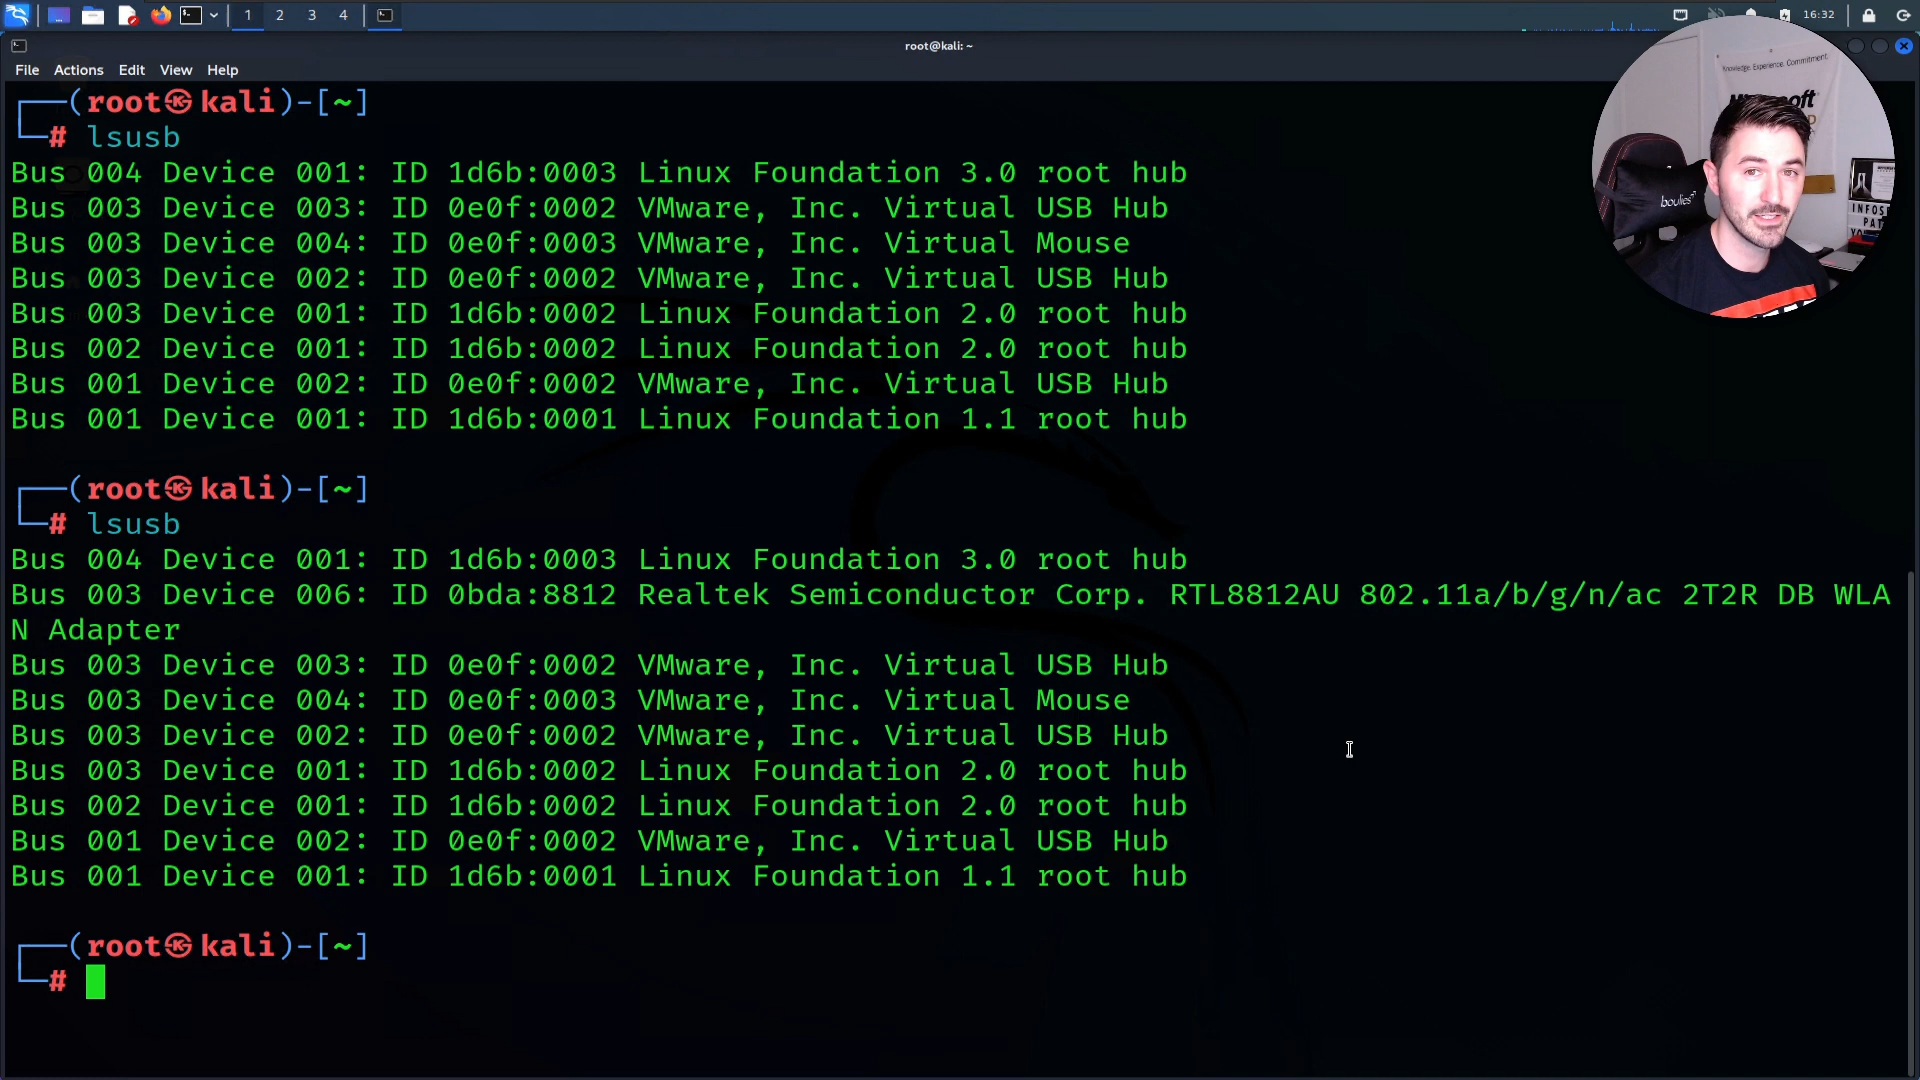 1 2 3 4 16:32
root@kali: ~
File Actions Edit View Help
┌──(root㉿kali)-[~]
└─# lsusb
Bus 004 Device 001: ID 1d6b:0003 Linux Foundation 3.0 root hub
Bus 003 Device 003: ID 0e0f:0002 VMware, Inc. Virtual USB Hub
Bus 003 Device 004: ID 0e0f:0003 VMware, Inc. Virtual Mouse
Bus 003 Device 002: ID 0e0f:0002 VMware, Inc. Virtual USB Hub
Bus 003 Device 001: ID 1d6b:0002 Linux Foundation 2.0 root hub
Bus 002 Device 001: ID 1d6b:0002 Linux Foundation 2.0 root hub
Bus 001 Device 002: ID 0e0f:0002 VMware, Inc. Virtual USB Hub
Bus 001 Device 001: ID 1d6b:0001 Linux Foundation 1.1 root hub
┌──(root㉿kali)-[~]
└─# lsusb
Bus 004 Device 001: ID 1d6b:0003 Linux Foundation 3.0 root hub
Bus 003 Device 006: ID 0bda:8812 Realtek Semiconductor Corp. RTL8812AU 802.11a/b/g/n/ac 2T2R DB WLA
N Adapter
Bus 003 Device 003: ID 0e0f:0002 VMware, Inc. Virtual USB Hub
Bus 003 Device 004: ID 0e0f:0003 VMware, Inc. Virtual Mouse
Bus 003 Device 002: ID 0e0f:0002 VMware, Inc. Virtual USB Hub
Bus 003 Device 001: ID 1d6b:0002 Linux Foundation 2.0 root hub
Bus 002 Device 001: ID 1d6b:0002 Linux Foundation 2.0 root hub
Bus 001 Device 002: ID 0e0f:0002 VMware, Inc. Virtual USB Hub
Bus 001 Device 001: ID 1d6b:0001 Linux Foundation 1.1 root hub
┌──(root㉿kali)-[~]
└─#
Knowledge. Experience. Commitment.
boulies
INFOS
PAT